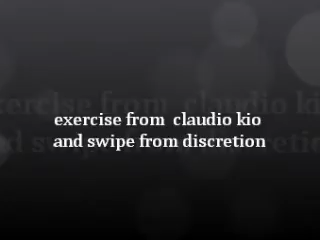 exercise from  claudio kio
and swipe from discretion